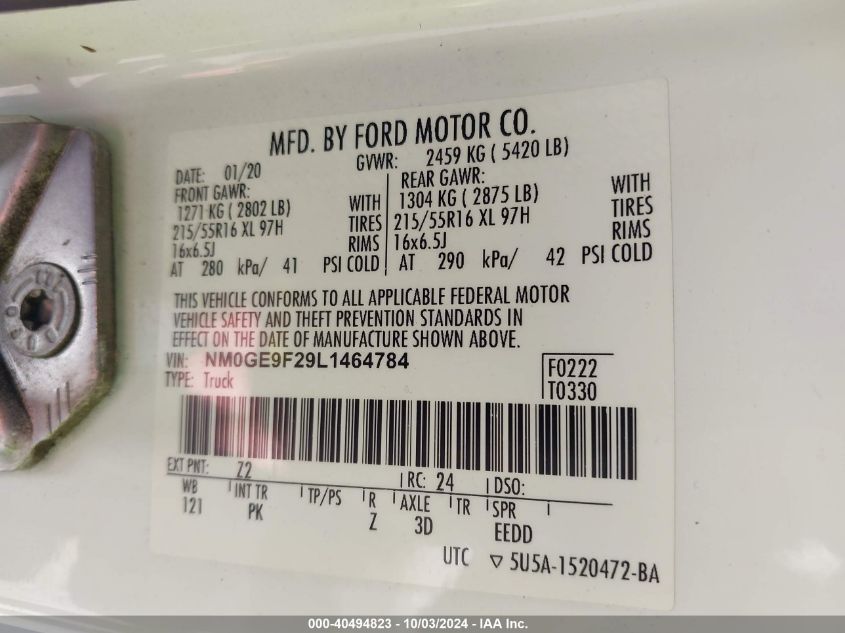 MFD. BY FORD MOTOR CO.
DATE: 01/20 GVWR: 2459 KG ( 5420 LB)
FRONT GAWR: REAR GAWR:
1271 KG ( 2802 LB) WITH 1304 KG ( 2875 LB) WITH
215/55R16 XL 97H TIRES 215/55R16 XL 97H TIRES
16x6.5J RIMS 16x6.5J RIMS
AT 280 kPa/ 41 PSI COLD AT 290 kPa/ 42 PSI COLD
THIS VEHICLE CONFORMS TO ALL APPLICABLE FEDERAL MOTOR
VEHICLE SAFETY AND THEFT PREVENTION STANDARDS IN
EFFECT ON THE DATE OF MANUFACTURE SHOWN ABOVE.
VIN: NM0GE9F29L1464784 F0222
TYPE: Truck T0330
EXT PNT: Z2 RC: 24 DSO:
WB INT TR TP/PS R AXLE TR SPR
121 PK Z 3D EEDD
UTC ▽ 5U5A-1520472-BA
000-40494823 - 10/03/2024 - IAA Inc.